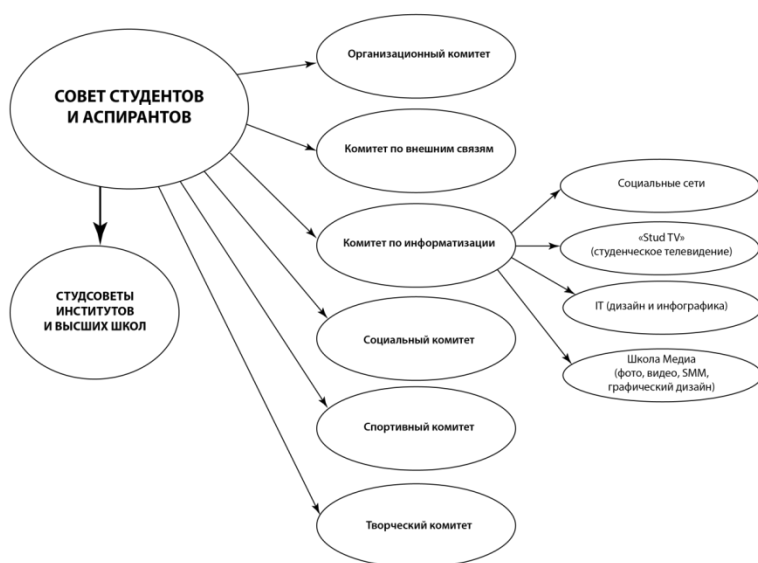 СОВЕТ СТУДЕНТОВ
И АСПИРАНТОВ
СТУДСОВЕТЫ
ИНСТИТУТОВ
И ВЫСШИХ ШКОЛ
Организационный комитет
Комитет по внешним связям
Комитет по информатизации
Социальный комитет
Спортивный комитет
Творческий комитет
Социальные сети
«Stud TV»
(студенческое телевидение)
IT (дизайн и инфографика)
Школа Медиа
(фото, видео, SMM,
графический дизайн)